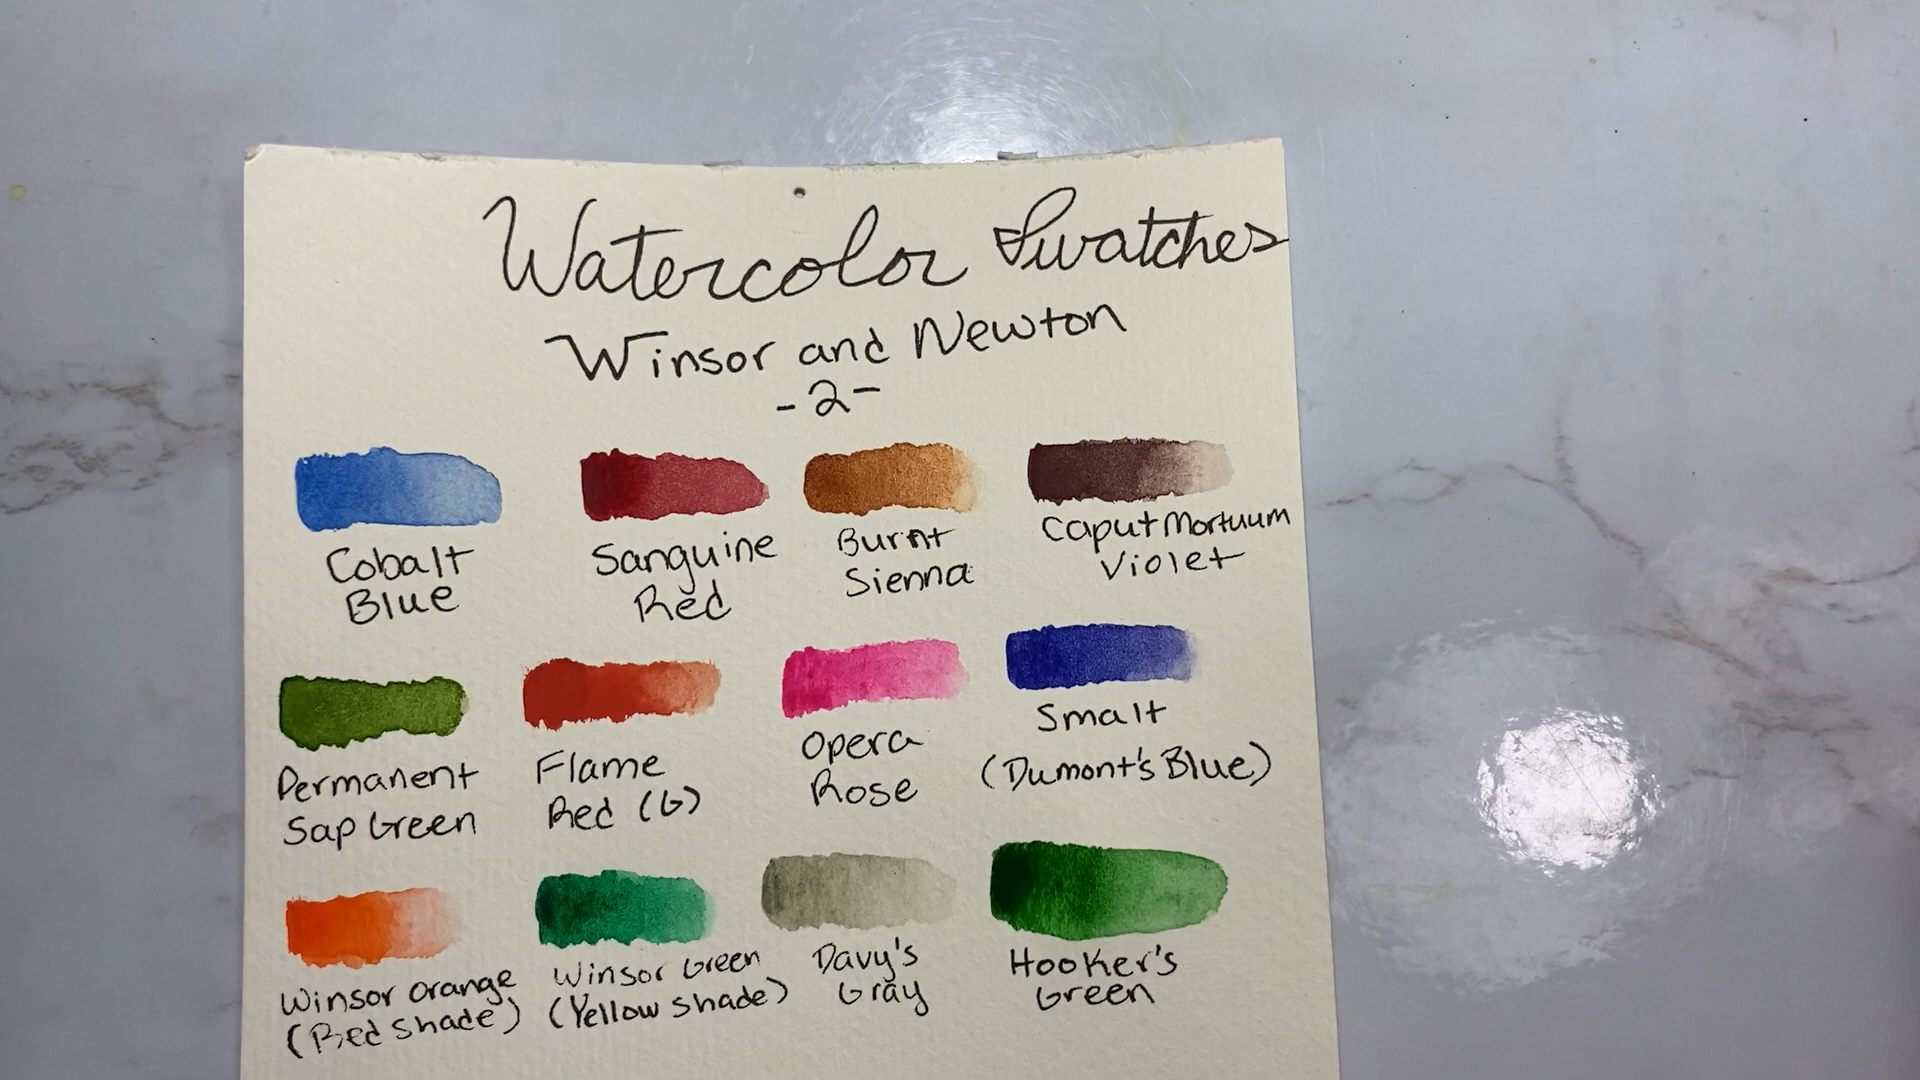 Watercolor Swatches
Winsor and Newton
-2-
Cobalt
Blue
Sanguine
Red
Burnt
Sienna
Caput Mortuum
Violet
Permanent
Sap Green
Flame
Red (G)
Opera
Rose
Smalt
(Dumont's Blue)
Winsor Orange
(Red Shade)
Winsor Green
(Yellow Shade)
Davy's
Gray
Hooker's
Green